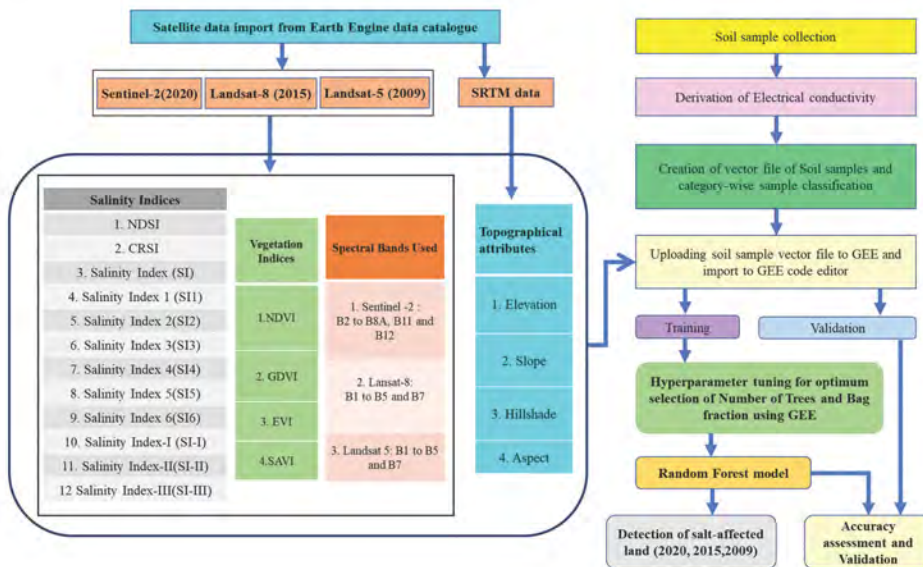 Satellite data import from Earth Engine data catalogue
Sentinel-2(2020)
Landsat-8 (2015)
Landsat-5 (2009)
SRTM data
Salinity Indices
1. NDSI
2. CRSI
3. Salinity Index (SI)
4. Salinity Index 1 (SI1)
5. Salinity Index 2(SI2)
6. Salinity Index 3(SI3)
7. Salinity Index 4(SI4)
8. Salinity Index 5(SI5)
9. Salinity Index 6(SI6)
10. Salinity Index-I (SI-I)
11. Salinity Index-II(SI-II)
12 Salinity Index-III(SI-III)
Vegetation
Indices
1.NDVI
2. GDVI
3. EVI
4.SAVI
Spectral Bands Used
1. Sentinel -2 :
B2 to B8A, B11 and
B12
2. Lansat-8:
B1 to B5 and B7
3. Landsat 5: B1 to B5
and B7
Topographical
attributes
1. Elevation
2. Slope
3. Hillshade
4. Aspect
Soil sample collection
Derivation of Electrical conductivity
Creation of vector file of Soil samples and
category-wise sample classification
Uploading soil sample vector file to GEE and
import to GEE code editor
Training
Validation
Hyperparameter tuning for optimum
selection of Number of Trees and Bag
fraction using GEE
Random Forest model
Detection of salt-affected
land (2020, 2015,2009)
Accuracy
assessment and
Validation